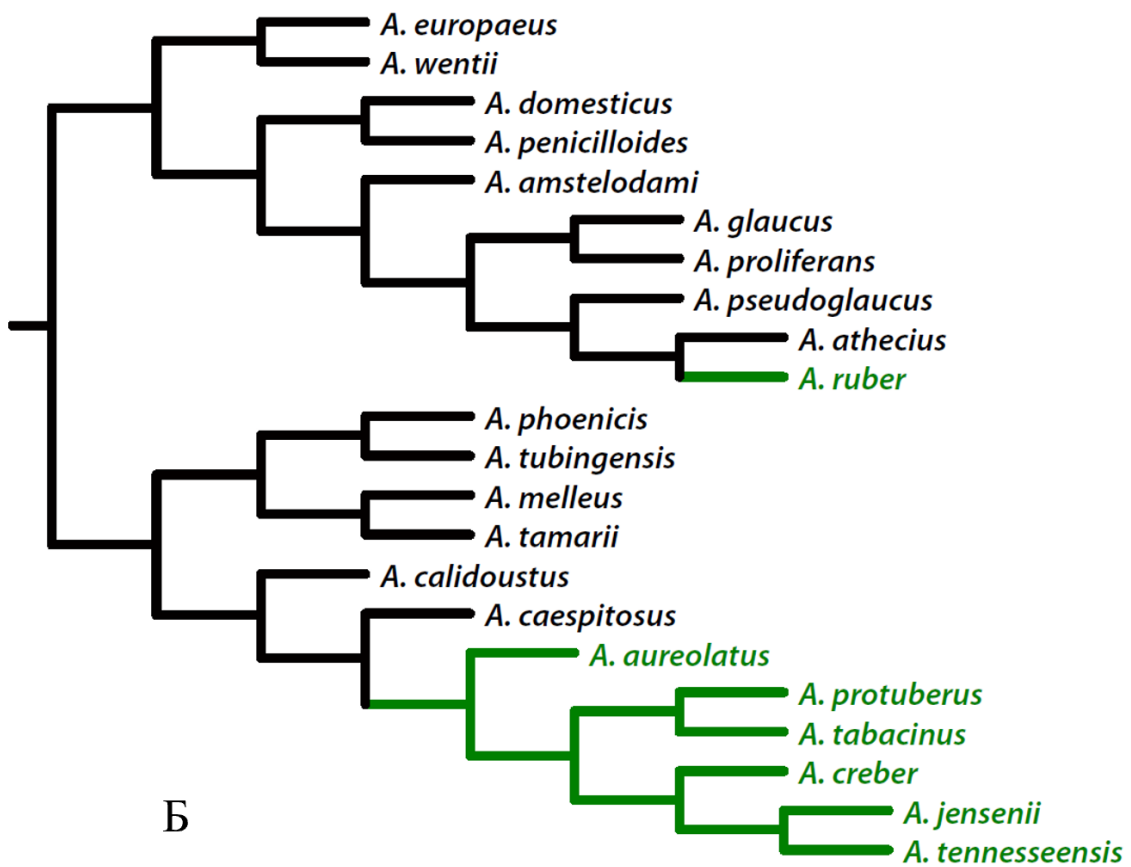 A. europaeus
A. wentii
A. domesticus
A. penicilloides
A. amstelodami
A. glaucus
A. proliferans
A. pseudoglaucus
A. athecius
A. ruber
A. phoenicis
A. tubingensis
A. melleus
A. tamarii
A. calidoustus
A. caespitosus
A. aureolatus
A. protuberus
A. tabacinus
A. creber
A. jensenii
A. tennesseensis
Б